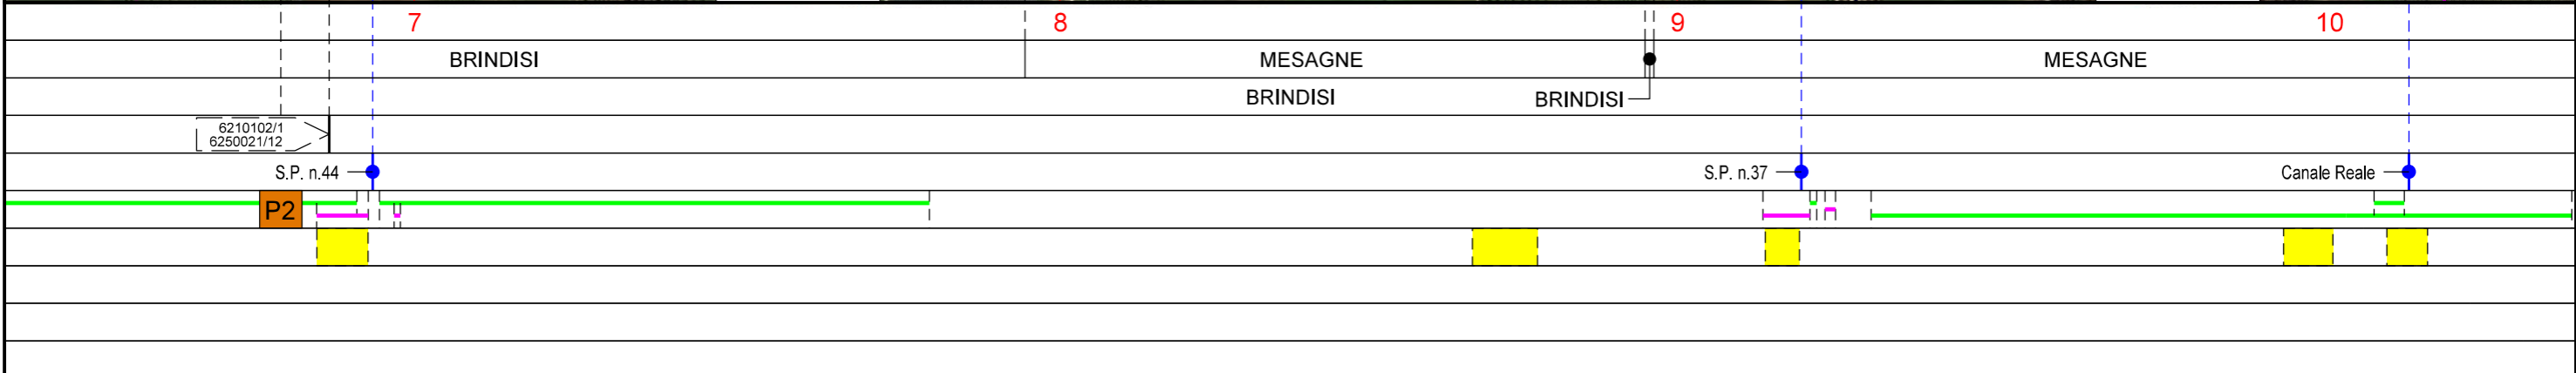 7 8 9 10
BRINDISI MESAGNE MESAGNE
BRINDISI BRINDISI
6210102/1
6250021/12
S.P. n.44 S.P. n.37 Canale Reale
P2